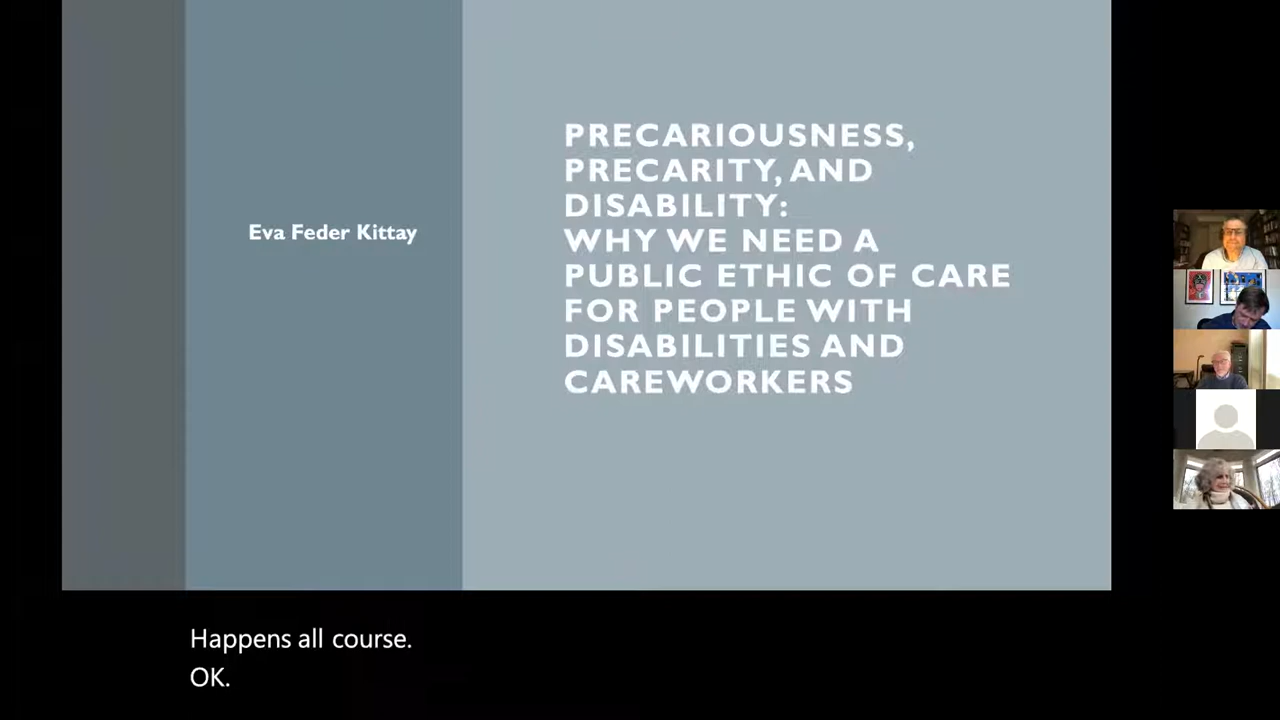 Eva Feder Kittay
PRECARIOUSNESS,
PRECARITY, AND
DISABILITY:
WHY WE NEED A
PUBLIC ETHIC OF CARE
FOR PEOPLE WITH
DISABILITIES AND
CAREWORKERS
Happens all course.
OK.